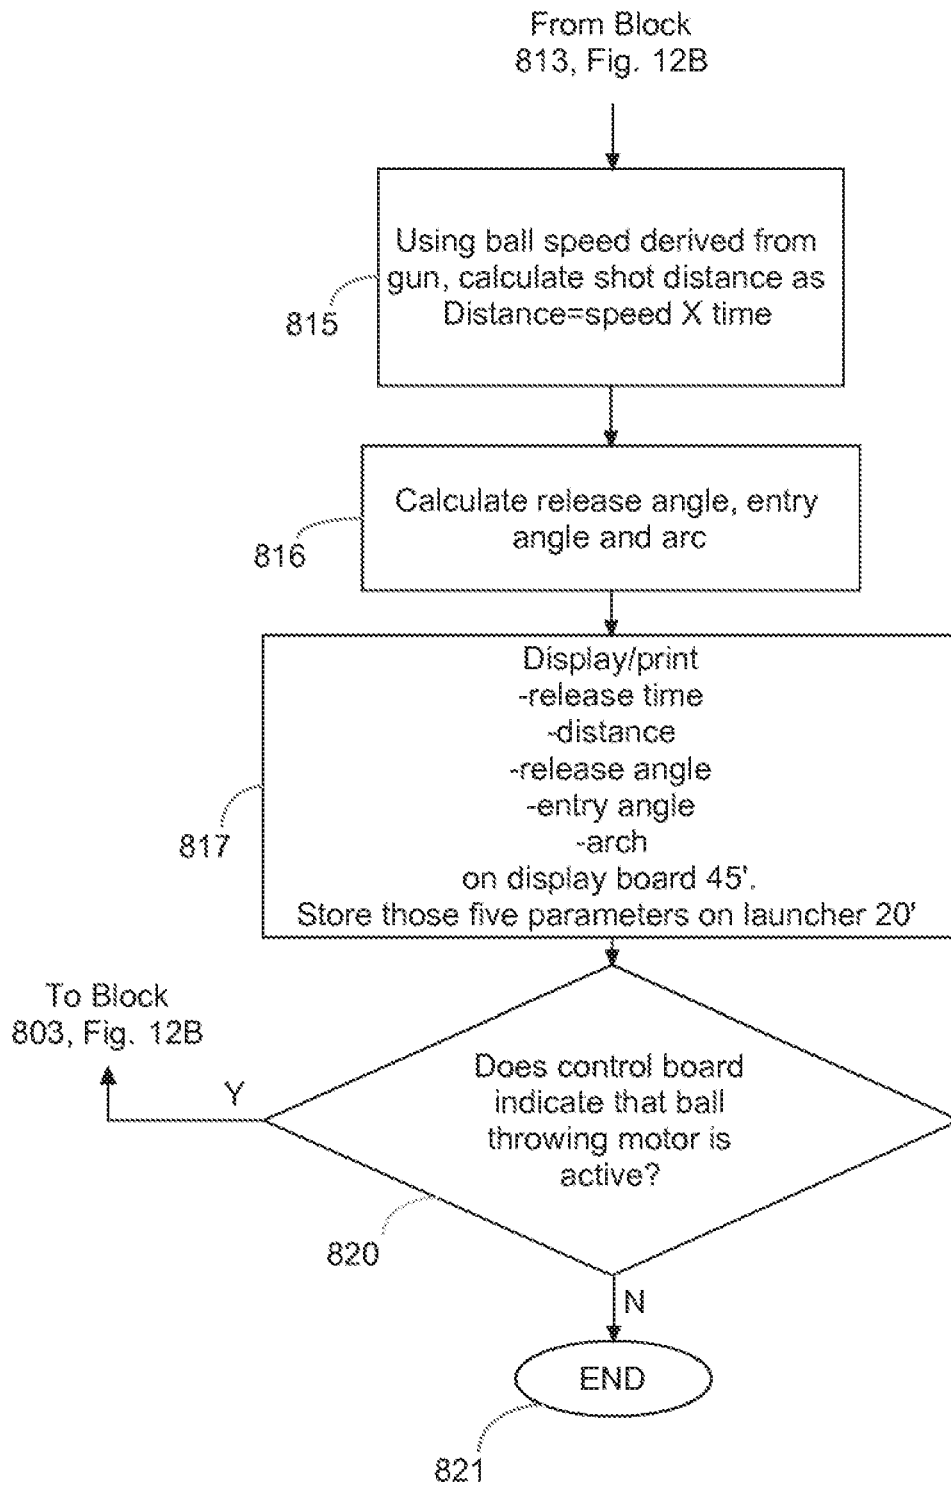 From Block
813, Fig. 12B
Using ball speed derived from
gun, calculate shot distance as
Distance=speed X time
815
Calculate release angle, entry
angle and arc
816
Display/print
-release time
-distance
-release angle
-entry angle
-arch
on display board 45'.
Store those five parameters on launcher 20'
817
To Block
803, Fig. 12B
Y
Does control board
indicate that ball
throwing motor is
active?
820
N
END
821